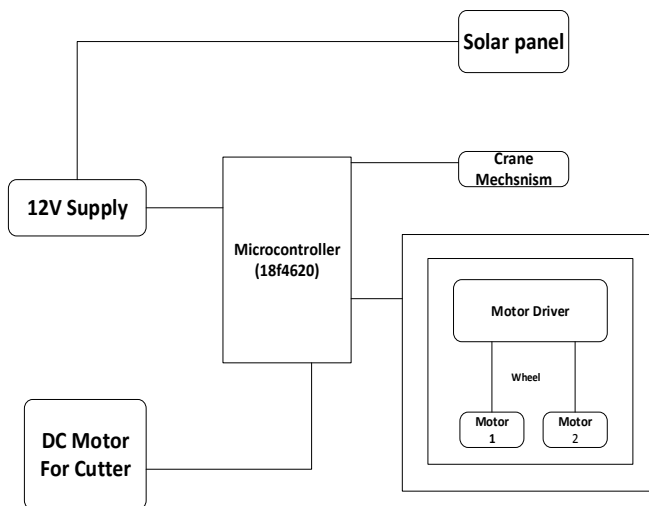 Solar panel
Crane
Mechsnism
12V Supply
Microcontroller
(18f4620)
Motor Driver
Wheel
Motor
1
Motor
2
DC Motor
For Cutter